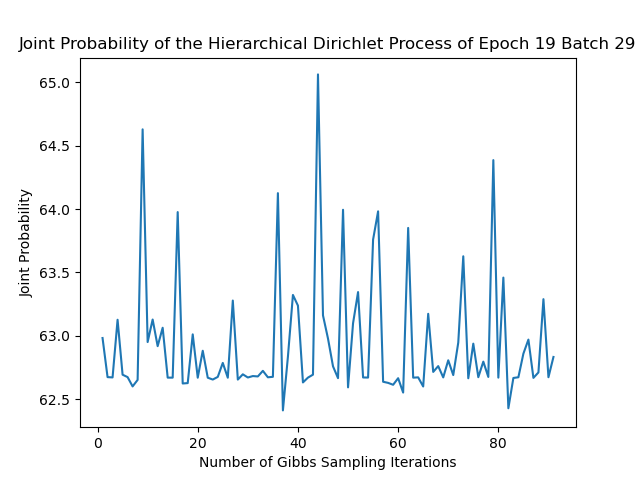 Joint Probability of the Hierarchical Dirichlet Process of Epoch 19 Batch 29
65.0
64.5
64.0
63.5
63.0
62.5
Joint Probability
0 20 40 60 80
Number of Gibbs Sampling Iterations